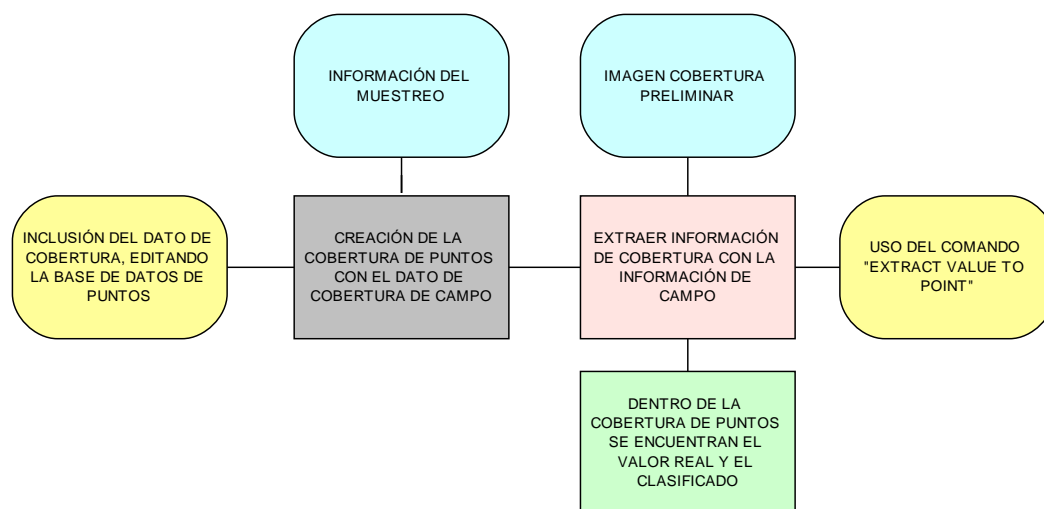 INFORMACIÓN DEL
MUESTREO
IMAGEN COBERTURA
PRELIMINAR
INCLUSIÓN DEL DATO DE
COBERTURA, EDITANDO
LA BASE DE DATOS DE
PUNTOS
CREACIÓN DE LA
COBERTURA DE PUNTOS
CON EL DATO DE
COBERTURA DE CAMPO
EXTRAER INFORMACIÓN
DE COBERTURA CON LA
INFORMACIÓN DE
CAMPO
USO DEL COMANDO
"EXTRACT VALUE TO
POINT"
DENTRO DE LA
COBERTURA DE PUNTOS
SE ENCUENTRAN EL
VALOR REAL Y EL
CLASIFICADO